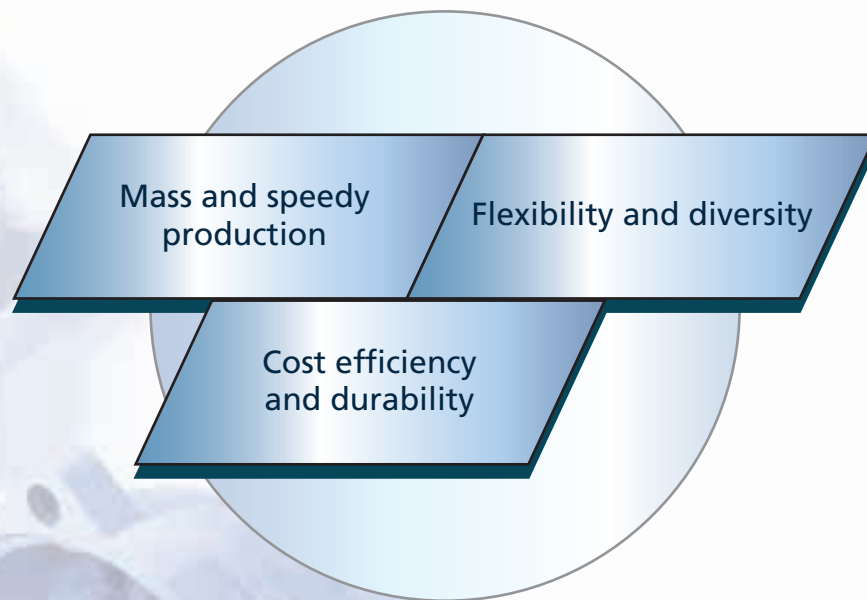 Mass and speedy
production
Flexibility and diversity
Cost efficiency
and durability